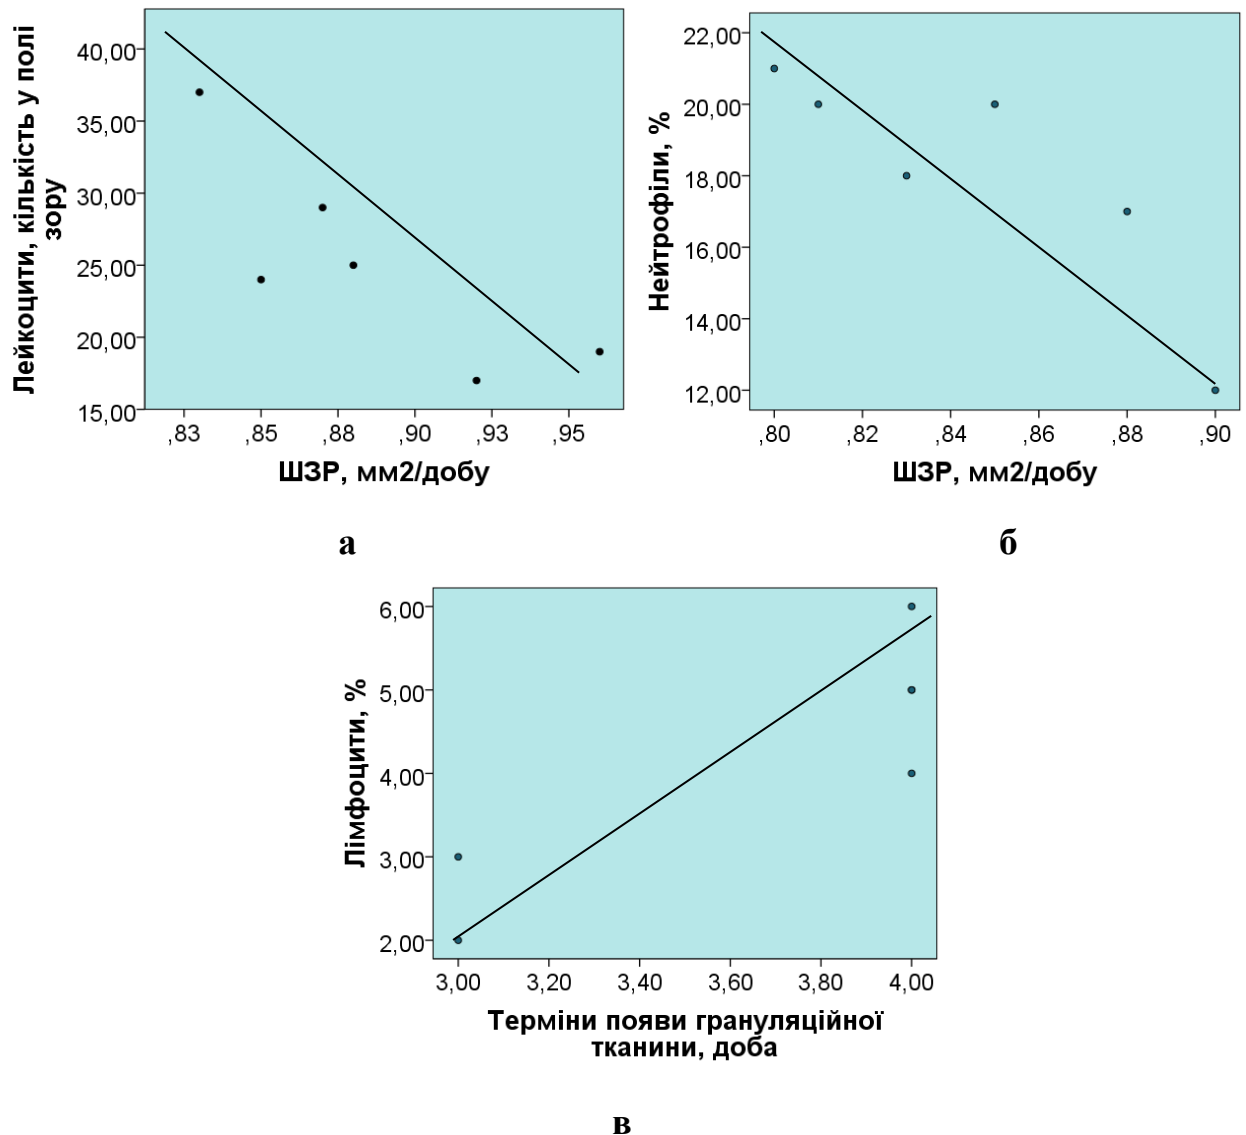 Лейкоцити, кількість у полі
зору
40,00
35,00
30,00
25,00
20,00
15,00
,83 ,85 ,88 ,90 ,93 ,95
ШЗР, мм2/добу
а
Нейтрофіли, %
22,00
20,00
18,00
16,00
14,00
12,00
,80 ,82 ,84 ,86 ,88 ,90
ШЗР, мм2/добу
б
Лімфоцити, %
6,00
5,00
4,00
3,00
2,00
3,00 3,20 3,40 3,60 3,80 4,00
Терміни появи грануляційної
тканини, доба
в